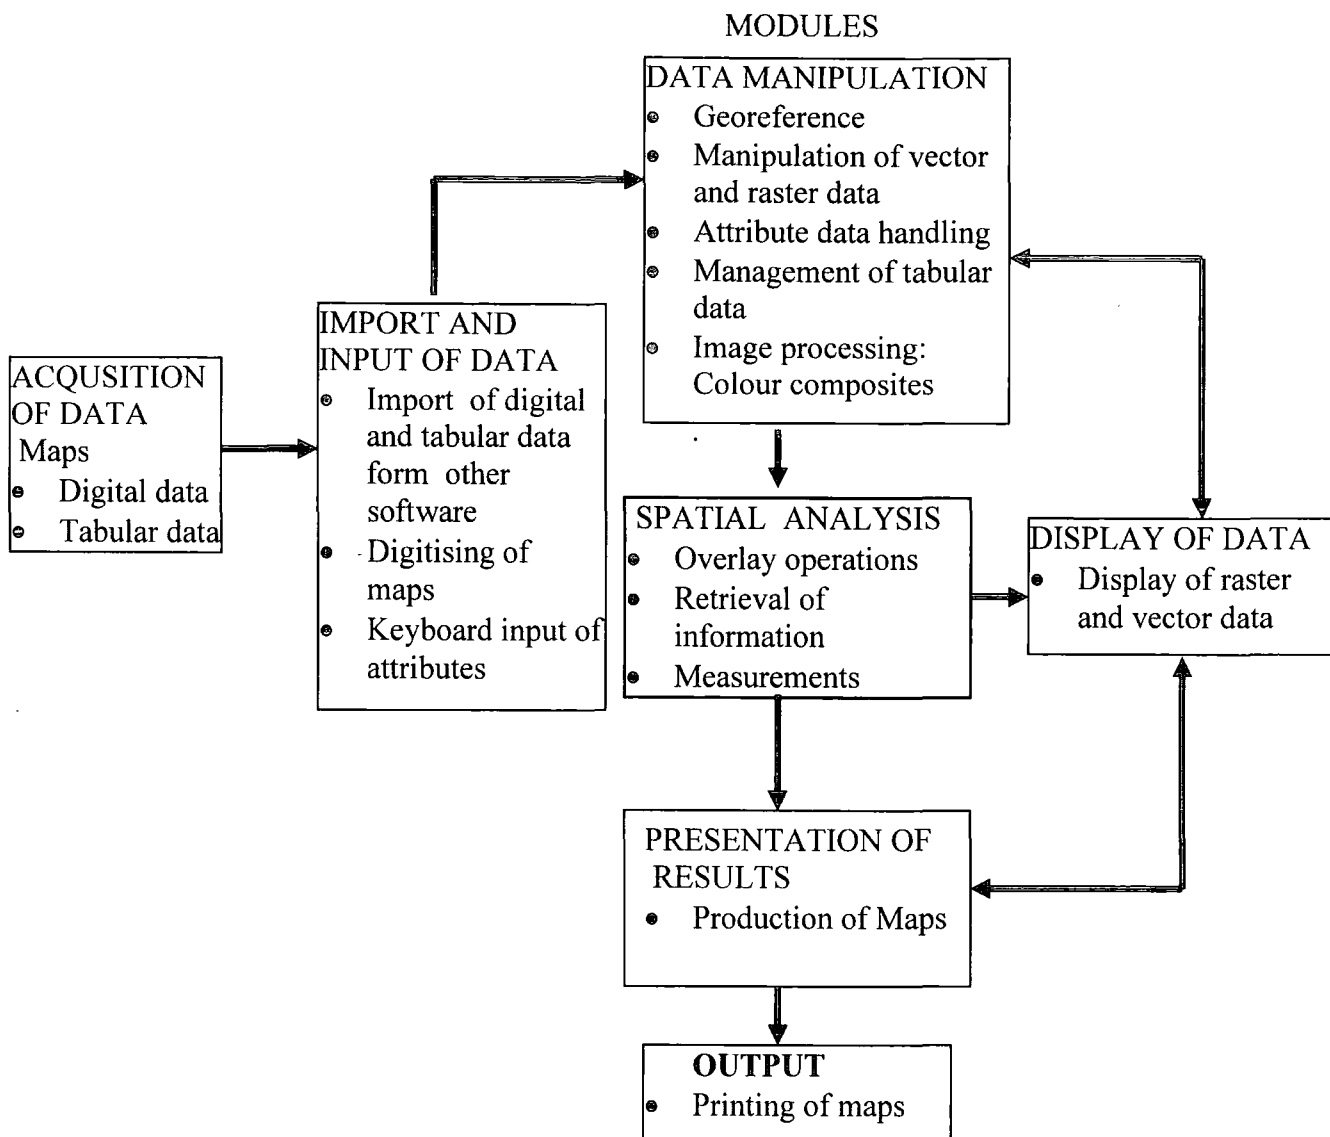 MODULES
DATA MANIPULATION
Georeference
Manipulation of vector
and raster data
Attribute data handling
Management of tabular
data
Image processing:
Colour composites
IMPORT AND
INPUT OF DATA
Import of digital
and tabular data
form other
software
Digitising of
maps
Keyboard input of
attributes
ACQUSITION
OF DATA
Maps
Digital data
Tabular data
SPATIAL ANALYSIS
Overlay operations
Retrieval of
information
Measurements
DISPLAY OF DATA
Display of raster
and vector data
PRESENTATION OF
RESULTS
Production of Maps
OUTPUT
Printing of maps